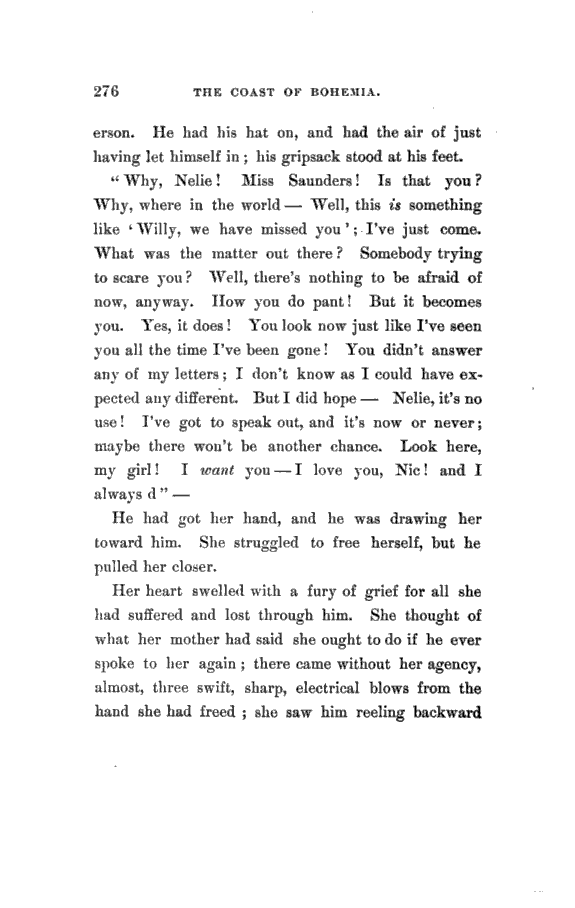 276 THE COAST OF BOHEMIA.
erson. He had his hat on, and had the air of just
having let himself in ; his gripsack stood at his feet.
“ Why, Nelie ! Miss Saunders ! Is that you ?
Why, where in the world — Well, this is something
like ‘ Willy, we have missed you ’ ; I’ve just come.
What was the matter out there ? Somebody trying
to scare you ? Well, there’s nothing to be afraid of
now, anyway. How you do pant ! But it becomes
you. Yes, it does ! You look now just like I’ve seen
you all the time I’ve been gone ! You didn’t answer
any of my letters ; I don’t know as I could have ex-
pected any different. But I did hope — Nelie, it’s no
use ! I’ve got to speak out, and it’s now or never ;
maybe there won’t be another chance. Look here,
my girl ! I want you — I love you, Nic ! and I
always d ” —
He had got her hand, and he was drawing her
toward him. She struggled to free herself, but he
pulled her closer.
Her heart swelled with a fury of grief for all she
had suffered and lost through him. She thought of
what her mother had said she ought to do if he ever
spoke to her again ; there came without her agency,
almost, three swift, sharp, electrical blows from the
hand she had freed ; she saw him reeling backward